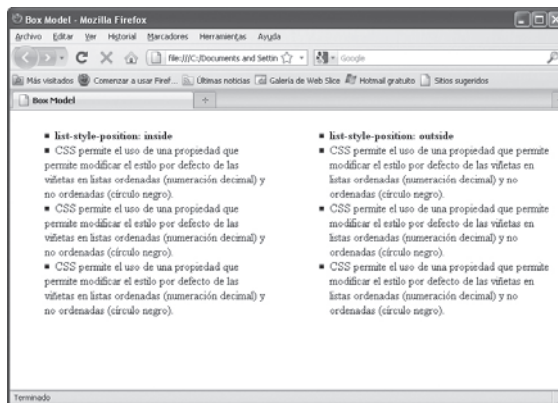 Box Model - Mozilla Firefox
Archivo Editar Ver Historial Marcadores Herramientas Ayuda
file:///C:/Documents and Settin Google
Más visitados Comenzar a usar Firef... Últimas noticias Galería de Web Slice Hotmail gratuito Sitios sugeridos
Box Model
list-style-position: inside
CSS permite el uso de una propiedad que
permite modificar el estilo por defecto de las
viñetas en listas ordenadas (numeración decimal) y
no ordenadas (círculo negro).
CSS permite el uso de una propiedad que
permite modificar el estilo por defecto de las
viñetas en listas ordenadas (numeración decimal) y
no ordenadas (círculo negro).
CSS permite el uso de una propiedad que
permite modificar el estilo por defecto de las
viñetas en listas ordenadas (numeración decimal) y
no ordenadas (círculo negro).
list-style-position: outside
CSS permite el uso de una propiedad que permite
modificar el estilo por defecto de las viñetas en
listas ordenadas (numeración decimal) y no
ordenadas (círculo negro).
CSS permite el uso de una propiedad que permite
modificar el estilo por defecto de las viñetas en
listas ordenadas (numeración decimal) y no
ordenadas (círculo negro).
CSS permite el uso de una propiedad que permite
modificar el estilo por defecto de las viñetas en
listas ordenadas (numeración decimal) y no
ordenadas (círculo negro).
Terminado